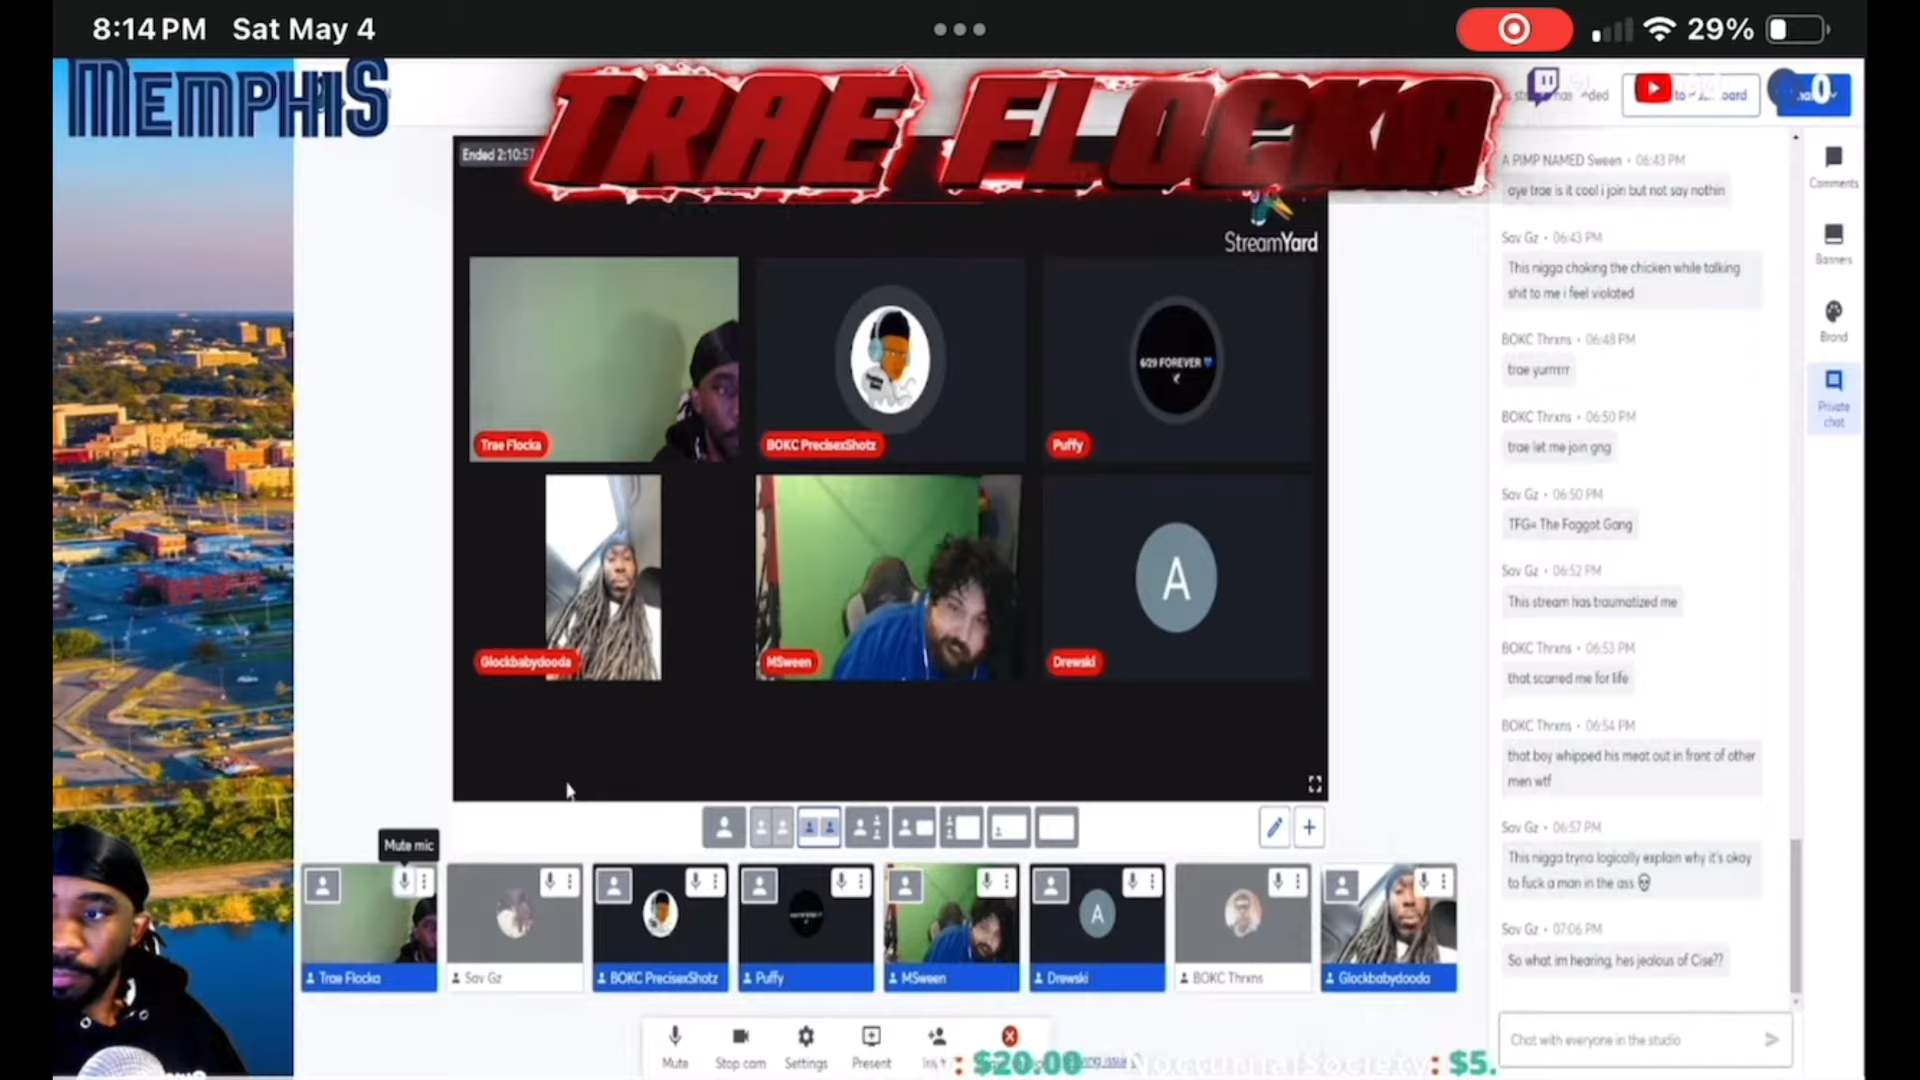 8:14 PM Sat May 4
29%
MEMPHIS
TRAE FLOCKA
Ended 2:10:57
StreamYard
Trae Flocka
BOKC PrecisexShotz
6/29 FOREVER
Puffy
Glockbabydooda
MSween
A
Drewski
A PIMP NAMED Sween • 06:43 PM
aye trae is it cool i join but not say nothin
Sav Gz • 06:43 PM
This nigga choking the chicken while talking
shit to me i feel violated
BOKC Thrxns • 06:48 PM
trae yurrrrrr
BOKC Thrxns • 06:50 PM
trae let me join gng
Sav Gz • 06:50 PM
TFG= The Faggot Gang
Sav Gz • 06:52 PM
This stream has traumatized me
BOKC Thrxns • 06:53 PM
that scarred me for life
BOKC Thrxns • 06:54 PM
that boy whipped his meat out in front of other
men wtf
Sav Gz • 06:57 PM
This nigga tryna logically explain why it's okay
to fuck a man in the ass 💀
Sav Gz • 07:06 PM
So what im hearing, hes jealous of Cise??
Chat with everyone in the studio
Comments
Banners
Brand
Private
chat
Mute mic
Trae Flocka
Sav Gz
BOKC PrecisexShotz
Puffy
MSween
A
Drewski
BOKC Thrxns
Glockbabydooda
Mute
Stop cam
Settings
Present
: $20.00
NocturnalSociety: $5.